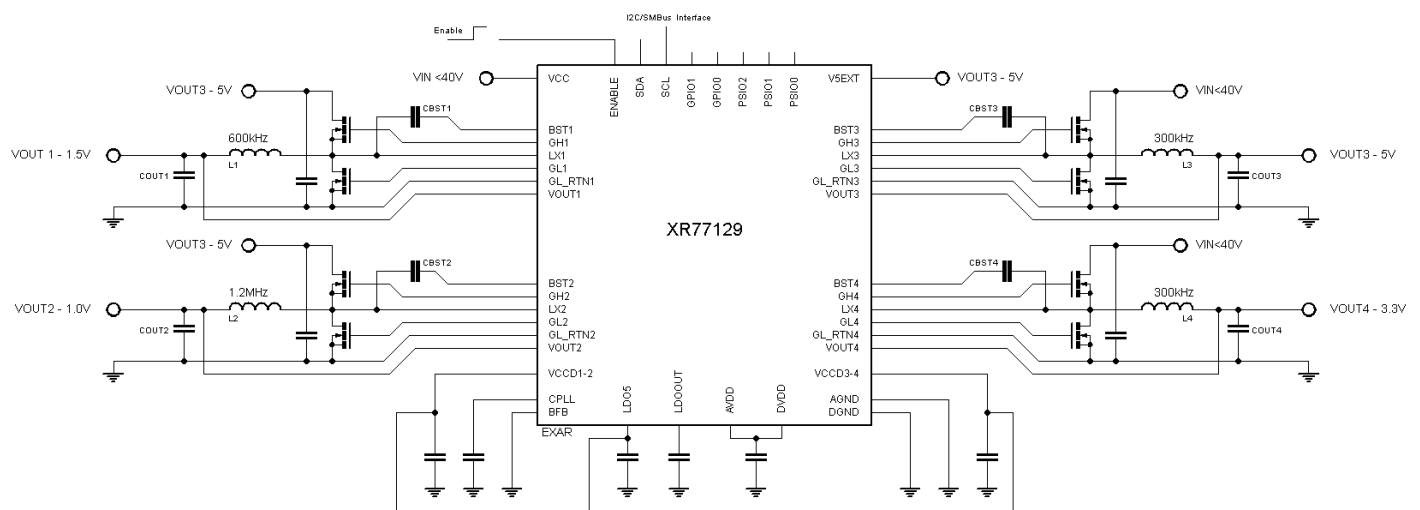 I2C/SMBus Interface
Enable
VIN <40V
VCC
ENABLE
SDA
SCL
GPIO1
GPIO0
PSIO2
PSIO1
PSIO0
V5EXT
VOUT3 - 5V
VOUT3 - 5V
CBST1
CBST3
VIN<40V
BST1
GH1
LX1
GL1
GL_RTN1
VOUT1
BST3
GH3
LX3
GL3
GL_RTN3
VOUT3
600kHz
L1
VOUT 1 - 1.5V
COUT1
300kHz
L3
VOUT3 - 5V
COUT3
XR77129
VOUT3 - 5V
CBST2
CBST4
VIN<40V
BST2
GH2
LX2
GL2
GL_RTN2
VOUT2
BST4
GH4
LX4
GL4
GL_RTN4
VOUT4
1.2MHz
L2
VOUT2 - 1.0V
COUT2
300kHz
L4
VOUT4 - 3.3V
COUT4
VCCD1-2
CPLL
BFB
LDO5
LDOOUT
AVDD
DVDD
VCCD3-4
AGND
DGND
EXAR